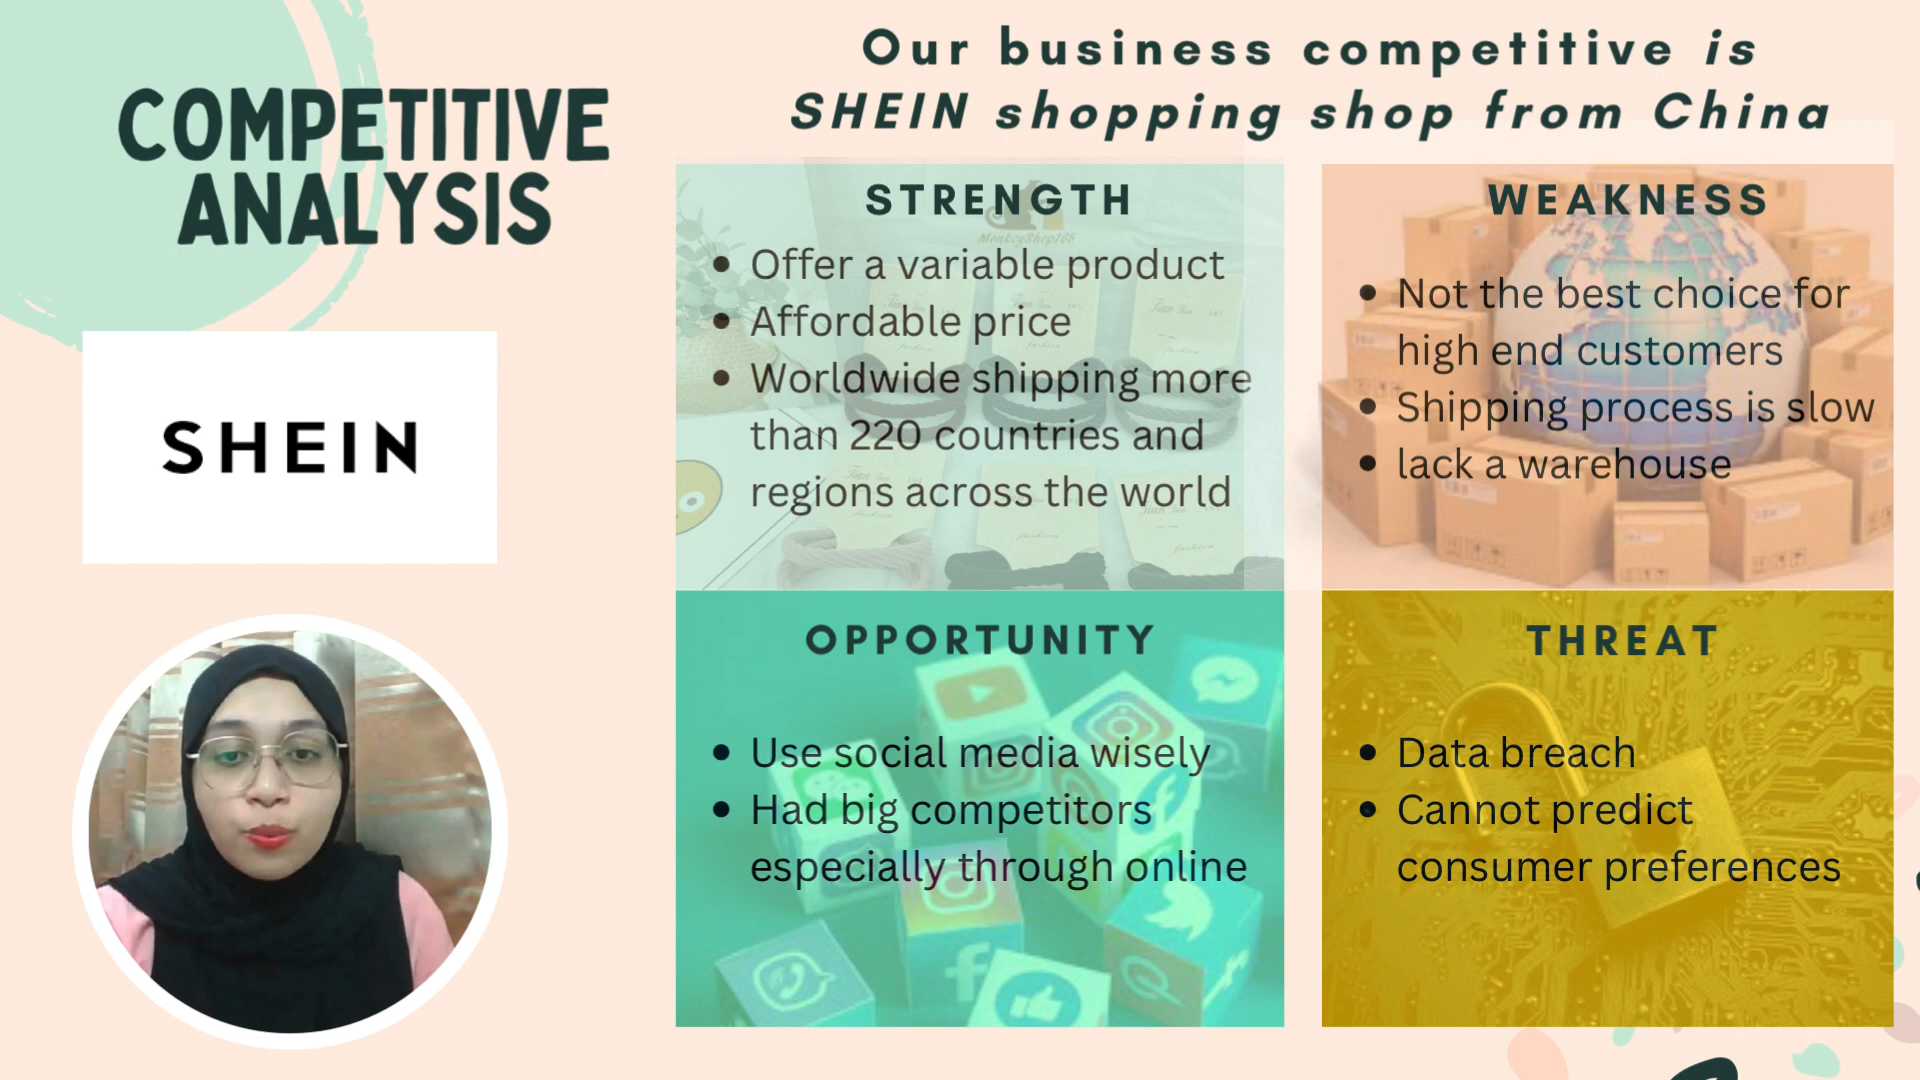 COMPETITIVE
ANALYSIS
SHEIN
Our business competitive is
SHEIN shopping shop from China
STRENGTH
MonkeyShop168
Offer a variable product
Affordable price
Worldwide shipping more
than 220 countries and
regions across the world
WEAKNESS
Not the best choice for
high end customers
Shipping process is slow
lack a warehouse
OPPORTUNITY
Use social media wisely
Had big competitors
especially through online
THREAT
Data breach
Cannot predict
consumer preferences